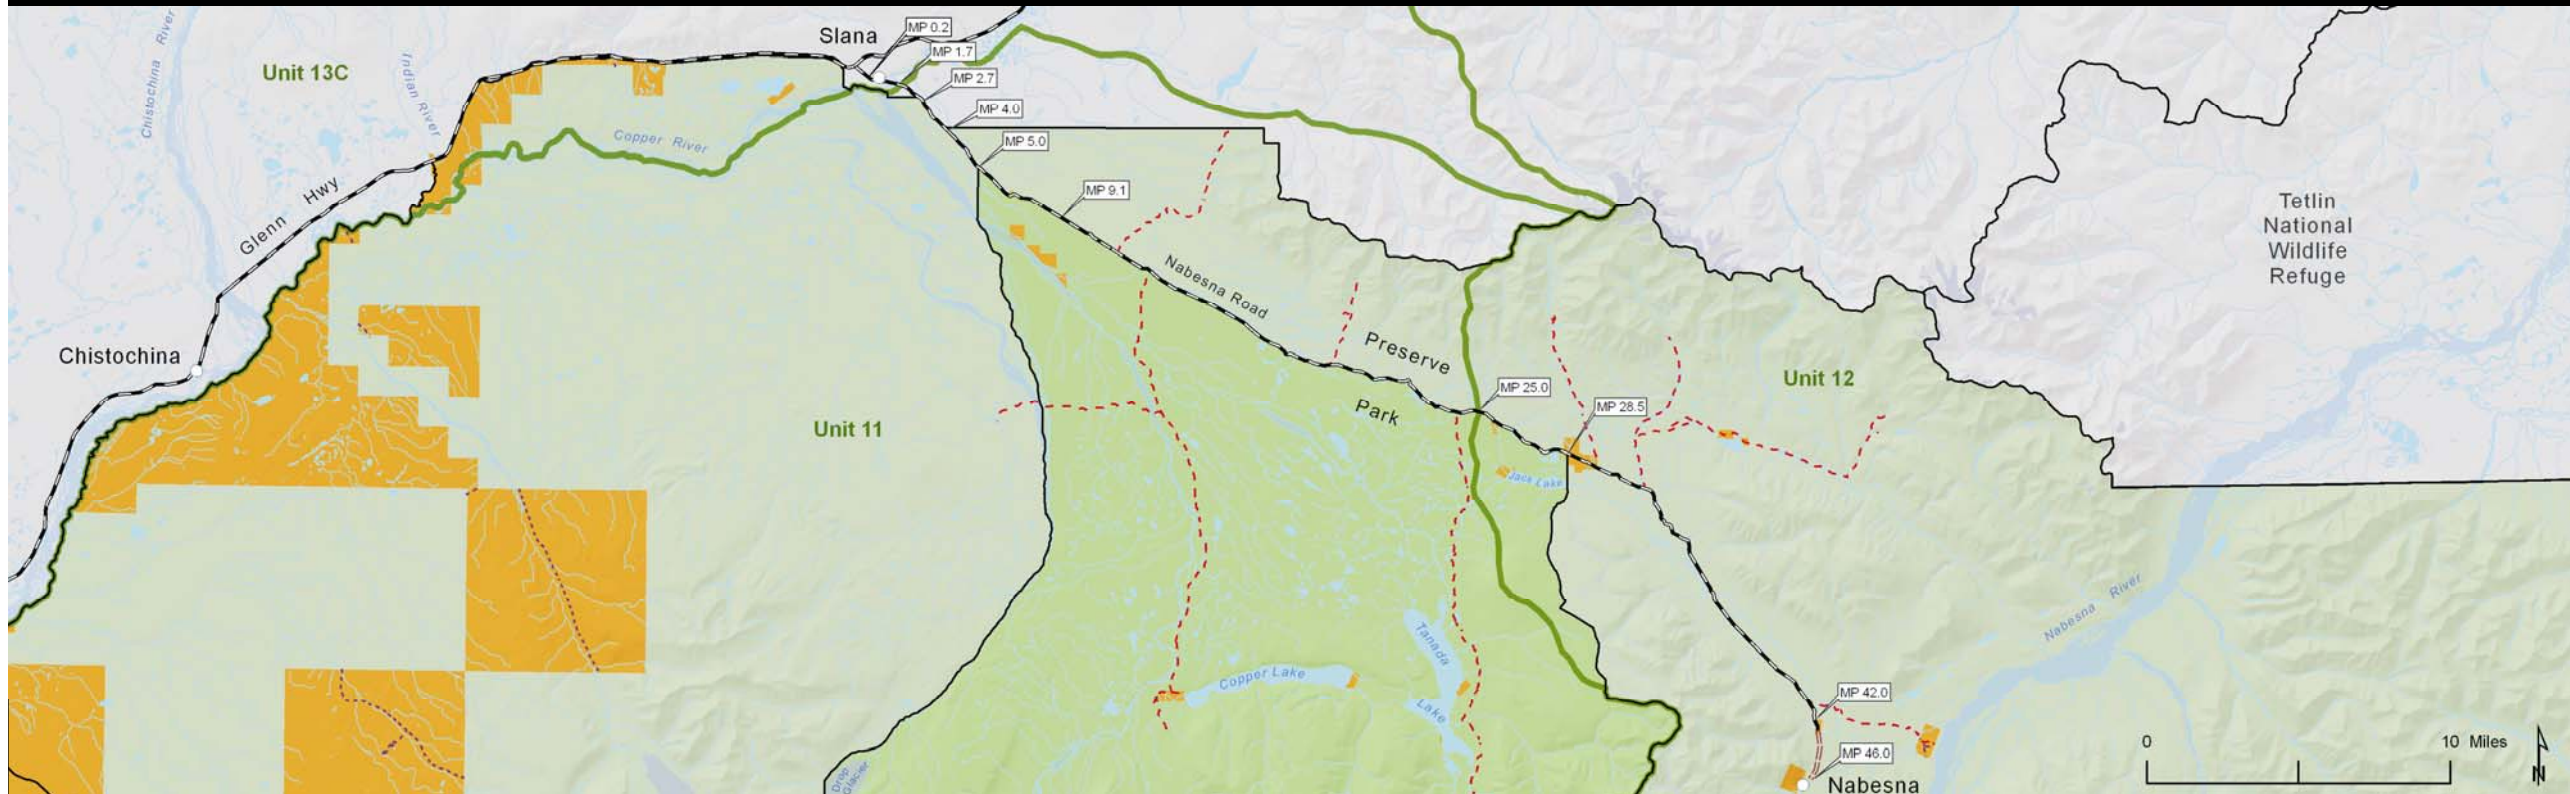 Slana
MP 0.2
MP 1.7
MP 2.7
MP 4.0
MP 5.0
MP 9.1
Unit 13C
Chistochina River
Tulpipian River
Copper River
Glenn Hwy
Chistochina
Unit 11
Nabesna Road
Preserve
Park
MP 25.0
MP 28.5
Jack Lake
Unit 12
Tetlin
National
Wildlife
Refuge
Nabesna River
Tanada
Lake
Copper Lake
Drop
Glacier
MP 42.0
MP 46.0
Nabesna
0
10 Miles
N